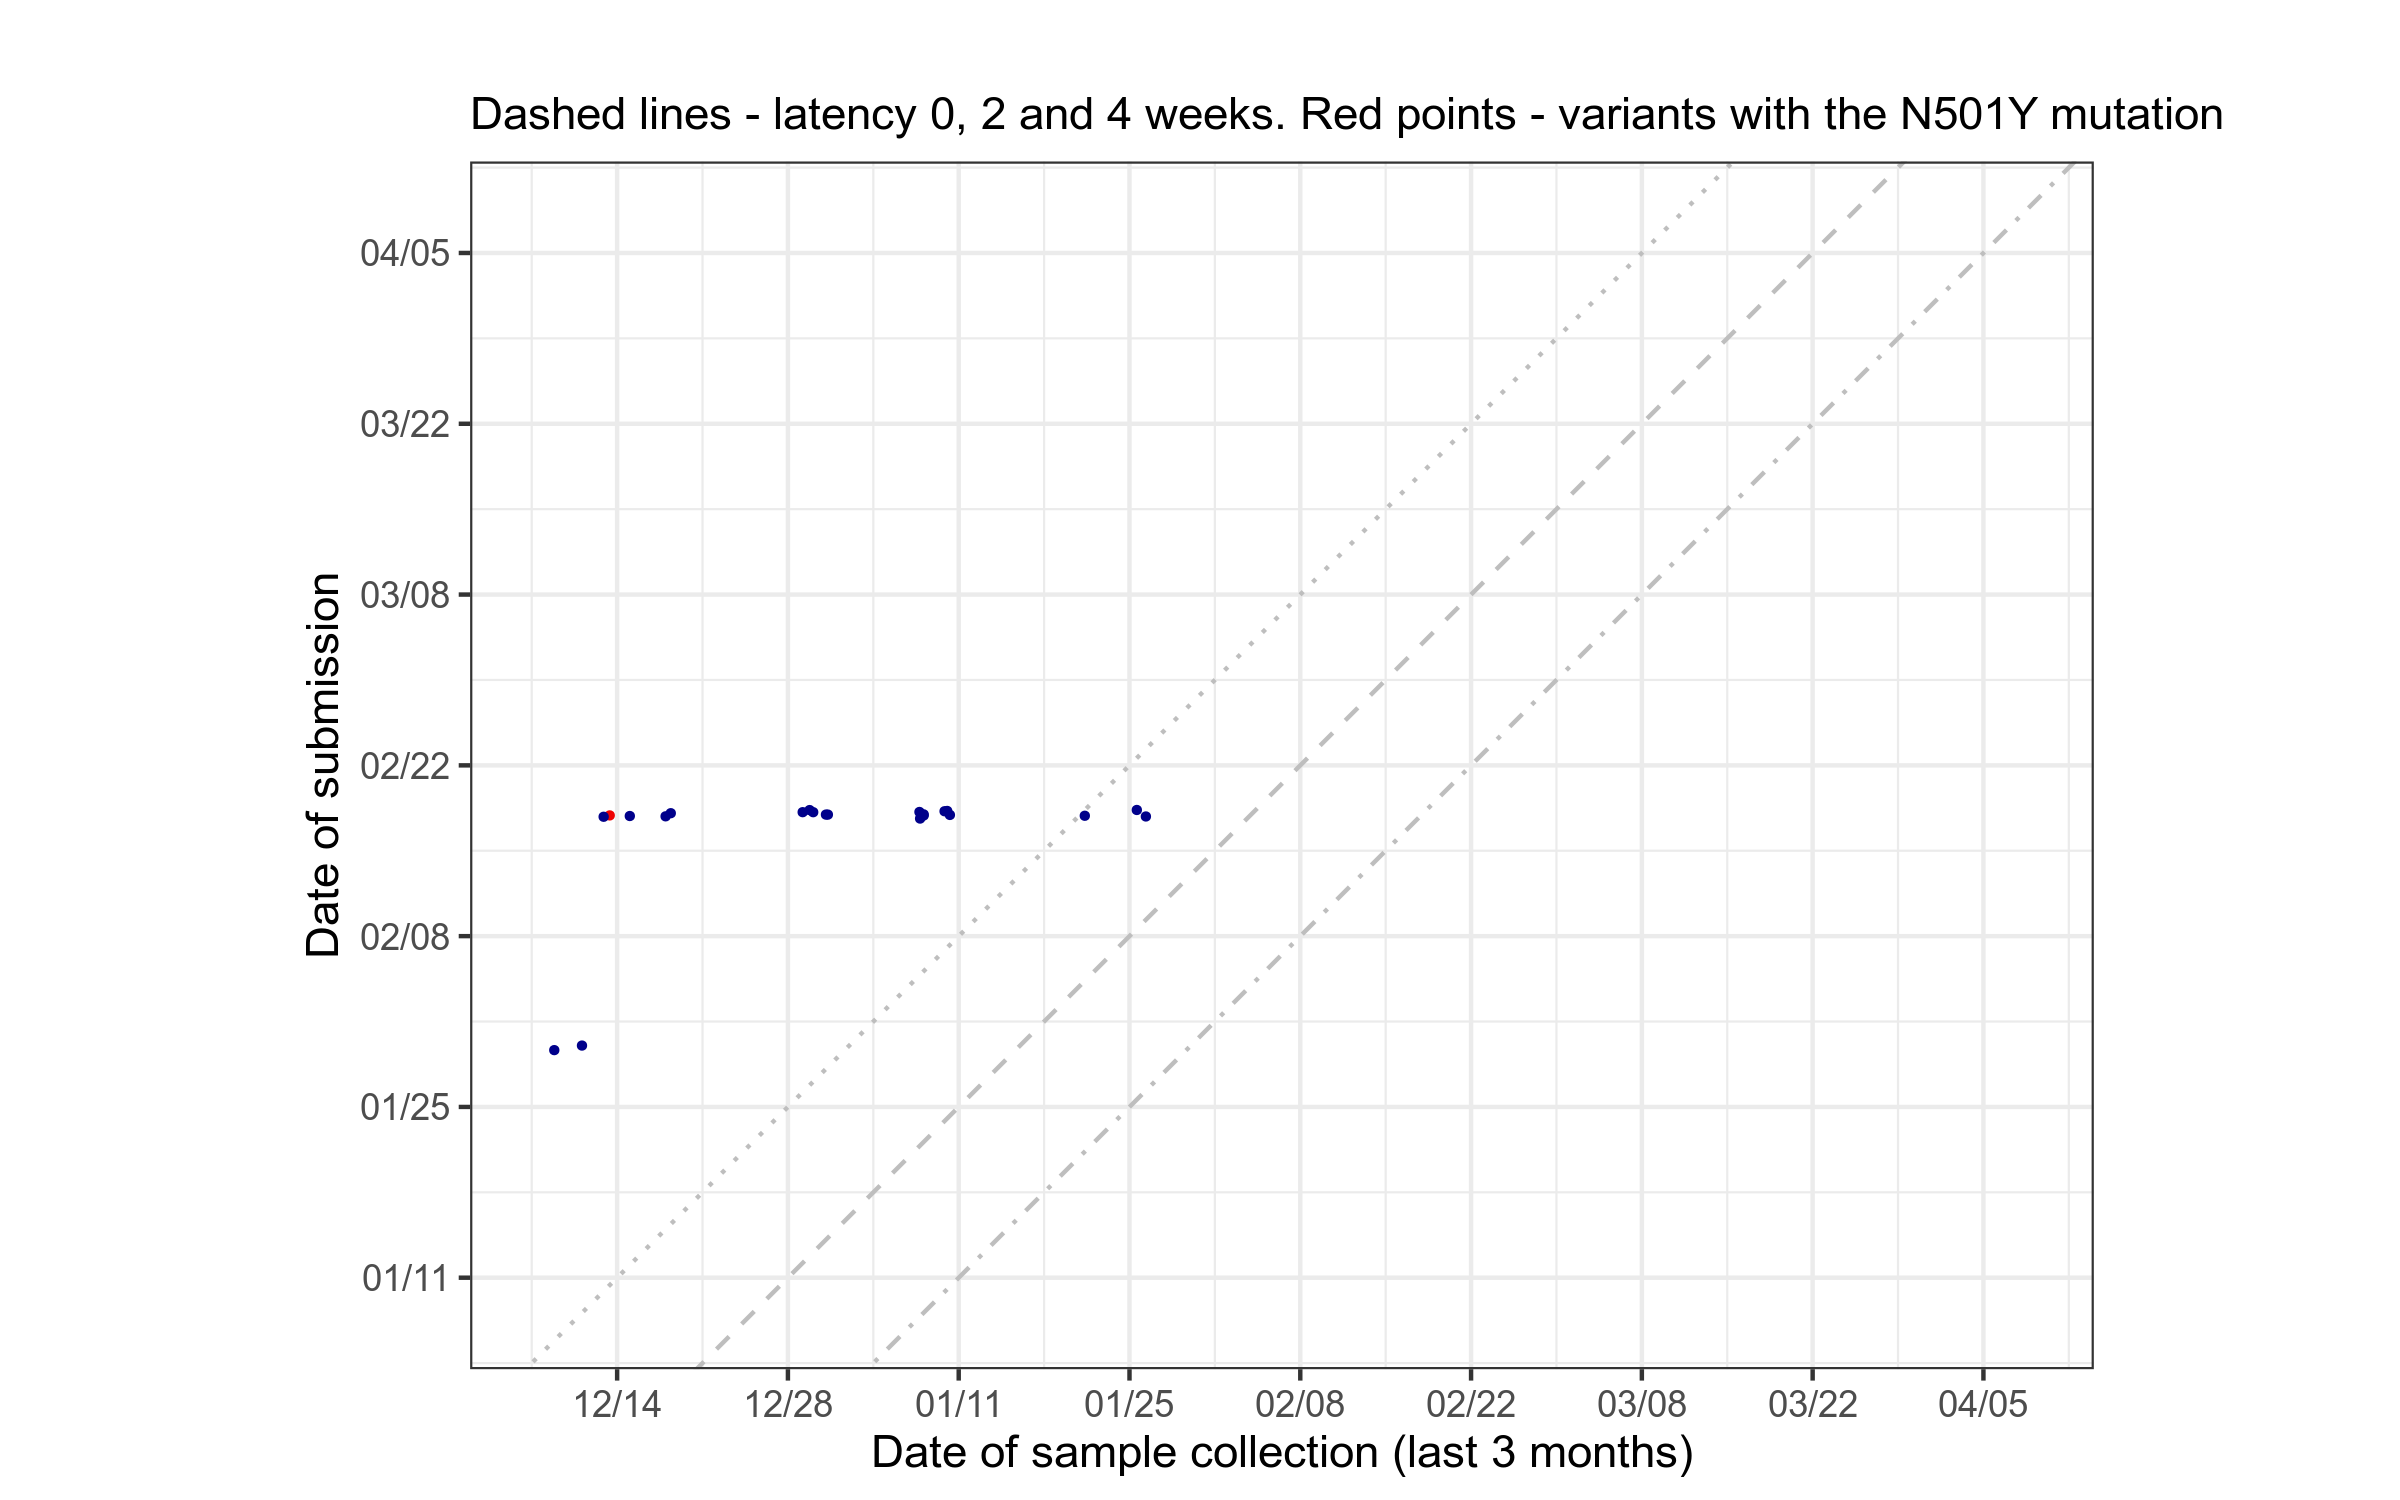 Dashed lines - latency 0, 2 and 4 weeks. Red points - variants with the N501Y mutation
Date of submission
04/05
03/22
03/08
02/22
02/08
01/25
01/11
12/14 12/28 01/11 01/25 02/08 02/22 03/08 03/22 04/05
Date of sample collection (last 3 months)